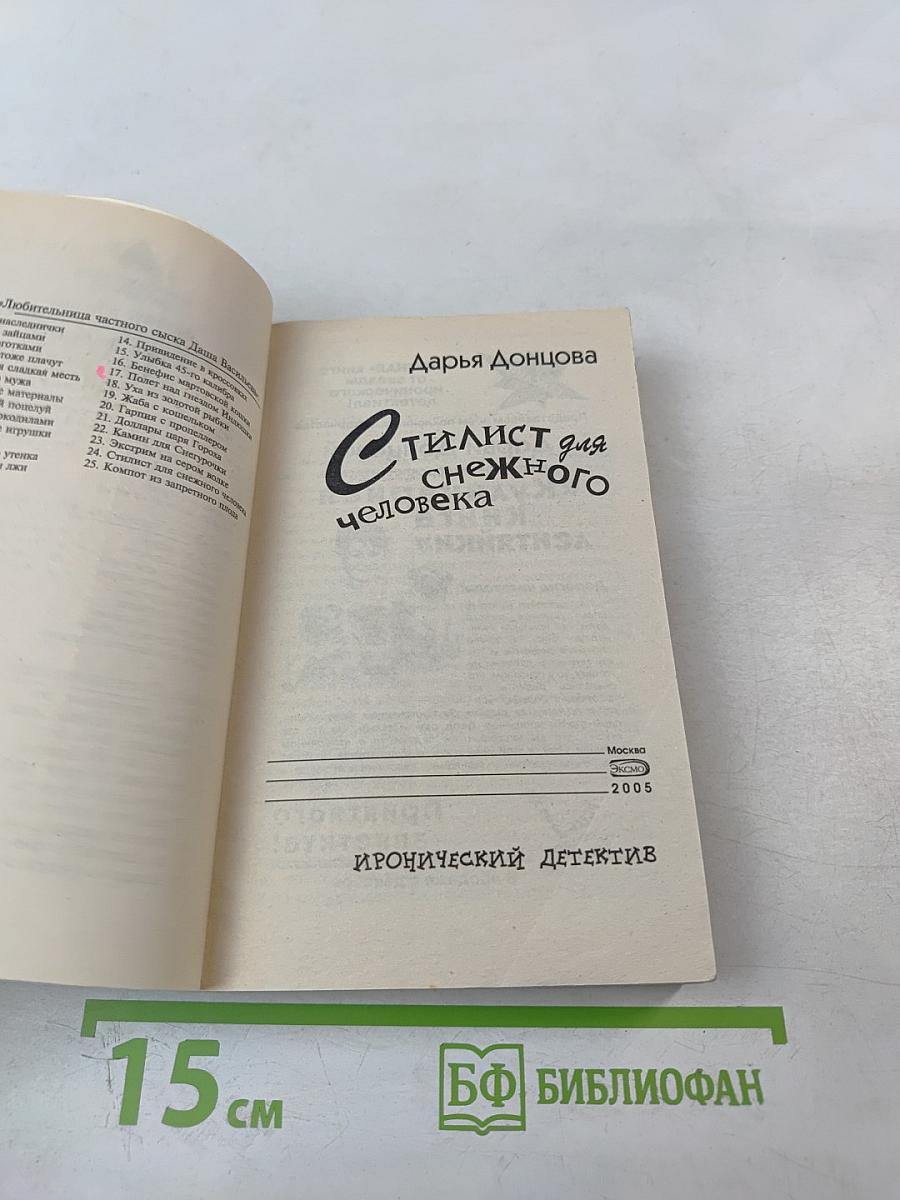 «Любительница частного сыска Даша Васильева»
наследнички
зайцами
тоже плачут
я сладкая месть
мужа
е материалы
й поцелуй
е игрушки
утенка
лжи
14. Привидение в кроссовках
15. Улыбка 45-го калибра
16. Бенефис мартовской кошки
17. Полет над гнездом Индюшки
18. Уха из золотой рыбки
19. Жаба с кошельком
20. Гарпия с пропеллером
21. Доллары царя Гороха
22. Камин для Снегурочки
23. Экстрим на сером волке
24. Стилист для снежного человека
25. Компот из запретного плода
Дарья Донцова
Стилист для
снежного
человека
Москва
ЭКСМО
2005
ИРОНИЧЕСКИЙ ДЕТЕКТИВ
15 см
БФ БИБЛИОФАН